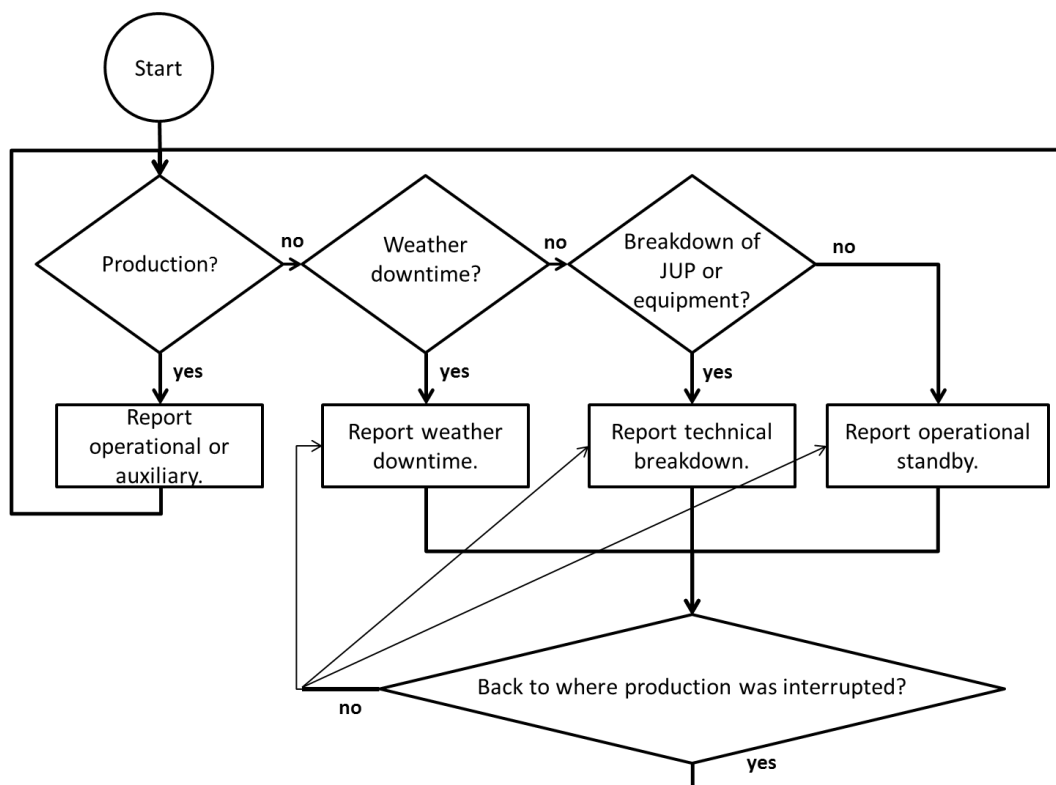 Start
Production?
no
Weather
downtime?
no
Breakdown of
JUP or
equipment?
no
yes
yes
yes
Report
operational or
auxiliary.
Report weather
downtime.
Report technical
breakdown.
Report operational
standby.
Back to where production was interrupted?
no
yes